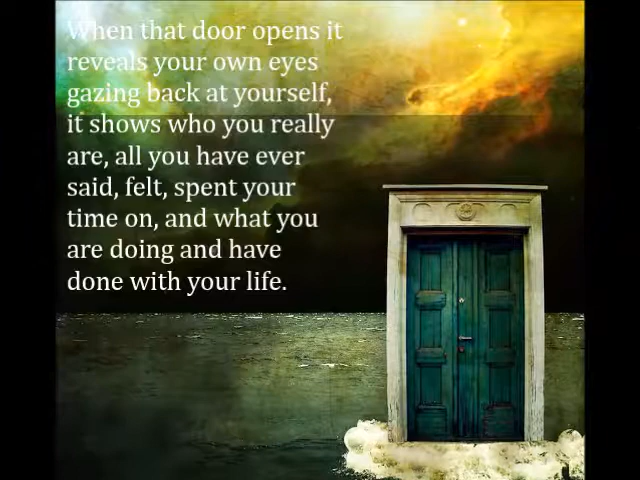 When that door opens it
reveals your own eyes
gazing back at yourself,
it shows who you really
are, all you have ever
said, felt, spent your
time on, and what you
are doing and have
done with your life.